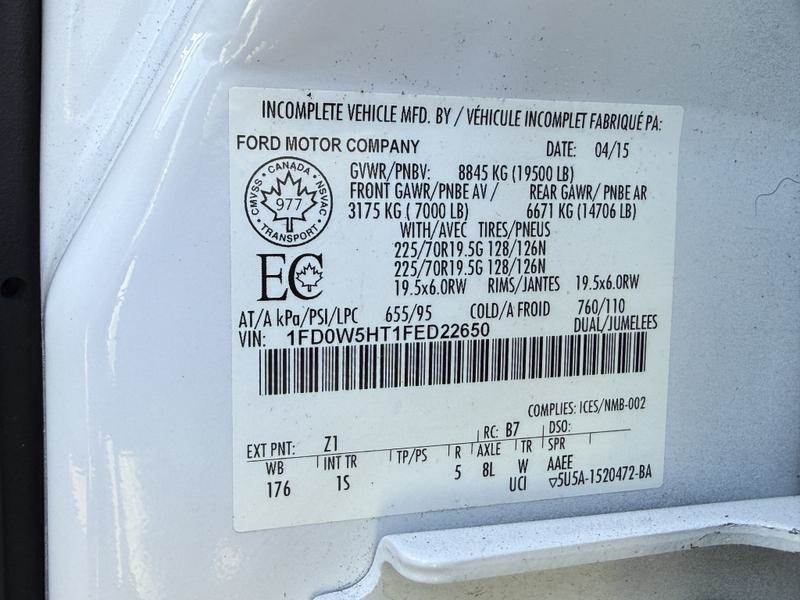 INCOMPLETE VEHICLE MFD. BY / VÉHICULE INCOMPLET FABRIQUÉ PA:
FORD MOTOR COMPANY DATE: 04/15
GVWR/PNBV: 8845 KG (19500 LB)
FRONT GAWR/PNBE AV / REAR GAWR/ PNBE AR
3175 KG ( 7000 LB) 6671 KG (14706 LB)
CMVSS • CANADA • NSVAC • TRANSPORT •
977
WITH/AVEC TIRES/PNEUS
225/70R19.5G 128/126N
225/70R19.5G 128/126N
EC
19.5x6.0RW RIMS/JANTES 19.5x6.0RW
AT/A kPa/PSI/LPC 655/95 COLD/A FROID 760/110
VIN: 1FD0W5HT1FED22650 DUAL/JUMELEES
COMPLIES: ICES/NMB-002
EXT PNT: Z1 RC: B7 DSO:
WB INT TR TP/PS R AXLE TR SPR
176 1S 5 8L W AAEE
UCI ▽5U5A-1520472-BA